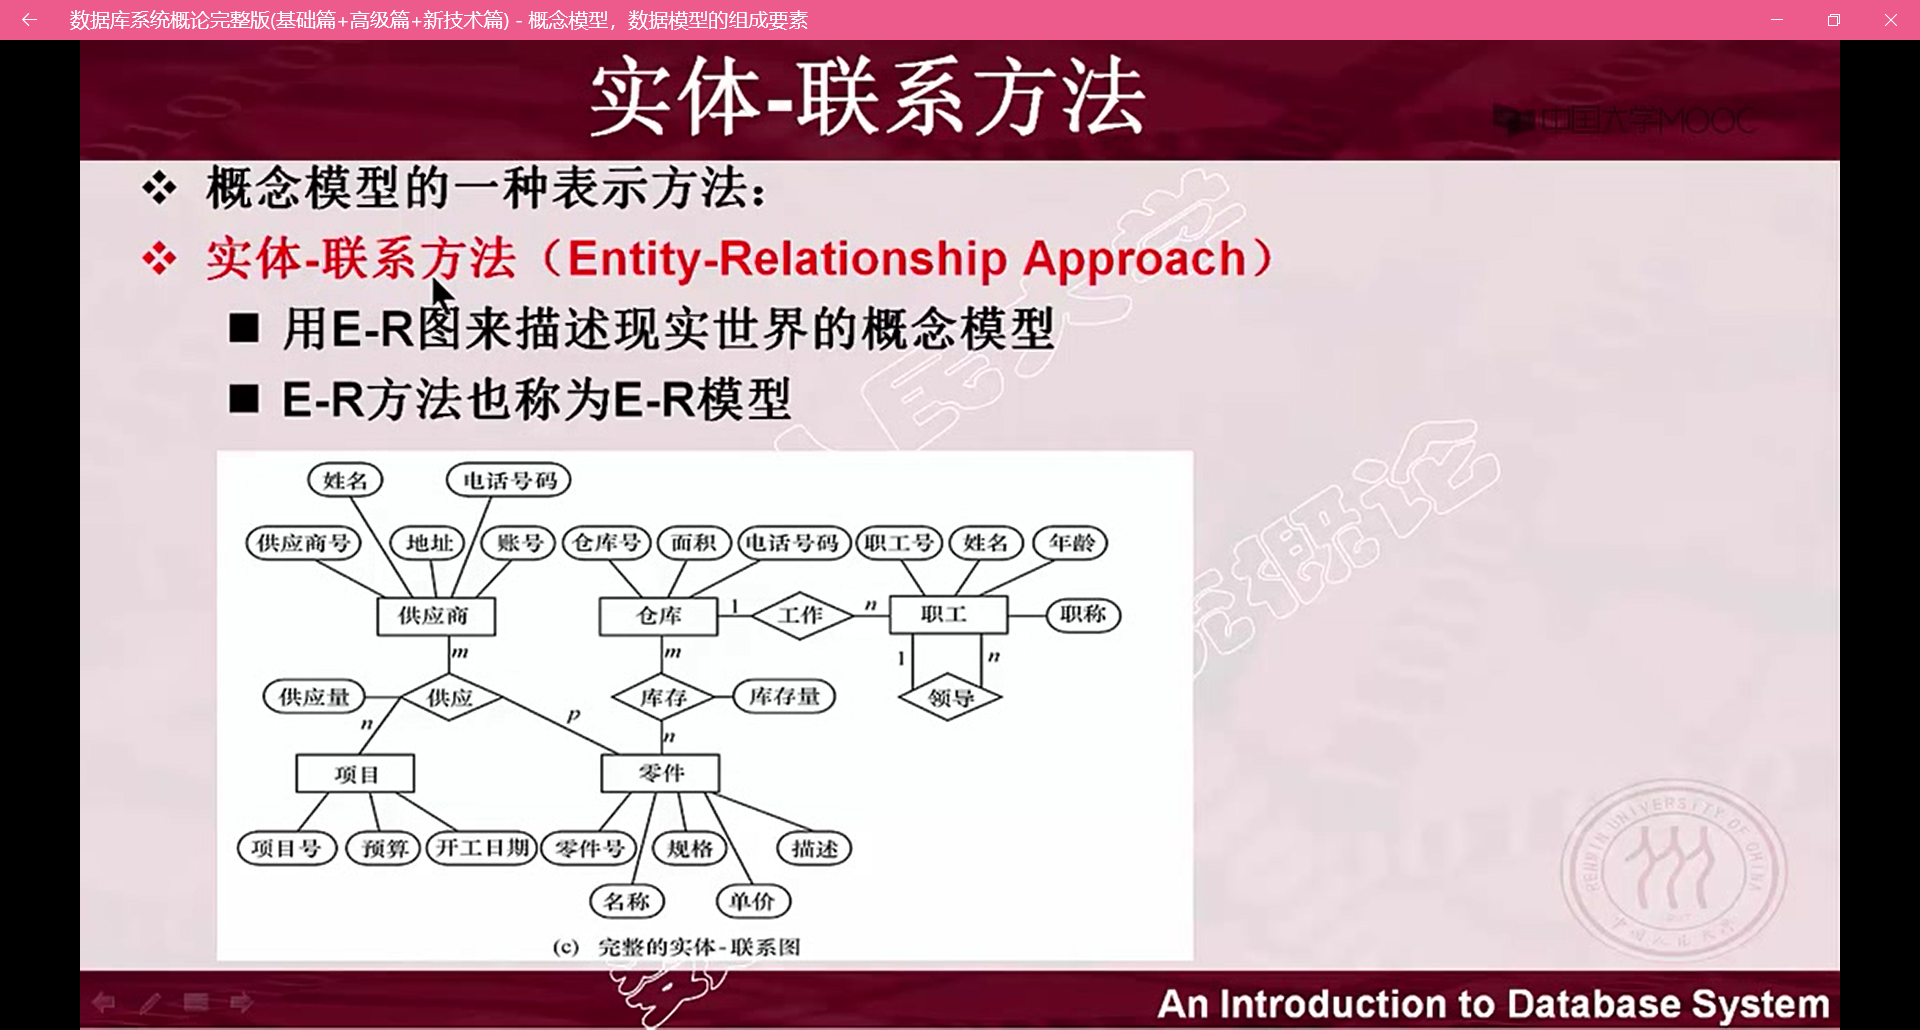 数据库系统概论完整版(基础篇+高级篇+新技术篇) - 概念模型，数据模型的组成要素
实体-联系方法
中国大学MOOC
概念模型的一种表示方法：
实体-联系方法（Entity-Relationship Approach）
用E-R图来描述现实世界的概念模型
E-R方法也称为E-R模型
姓名 电话号码
供应商号 地址 账号 仓库号 面积 电话号码 职工号 姓名 年龄
供应商 仓库 1 工作 n 职工 职称
m m 1 n
供应量 供应 库存 库存量 领导
n p n
项目 零件
项目号 预算 开工日期 零件号 规格 描述
名称 单价
(c) 完整的实体-联系图
RENMIN UNIVERSITY OF CHINA
An Introduction to Database System